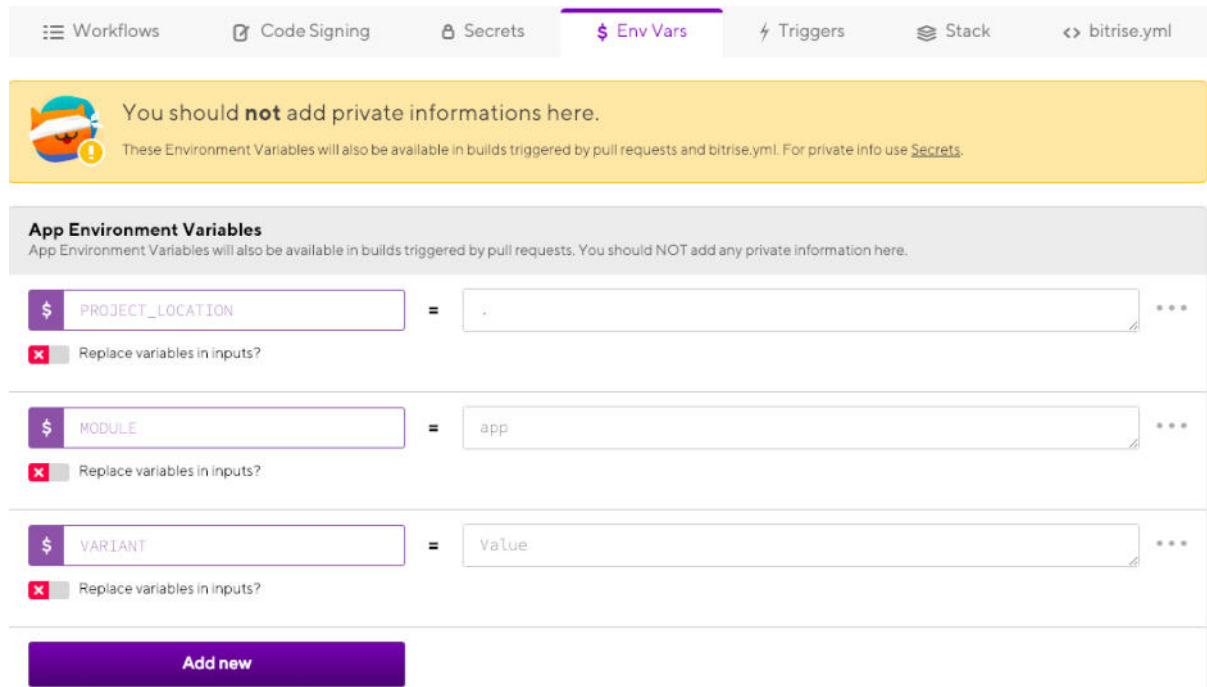 Workflows Code Signing Secrets $ Env Vars Triggers Stack <> bitrise.yml
You should not add private informations here.
These Environment Variables will also be available in builds triggered by pull requests and bitrise.yml. For private info use Secrets.
App Environment Variables
App Environment Variables will also be available in builds triggered by pull requests. You should NOT add any private information here.
$ PROJECT_LOCATION = .
Replace variables in inputs?
$ MODULE = app
Replace variables in inputs?
$ VARIANT = Value
Replace variables in inputs?
Add new